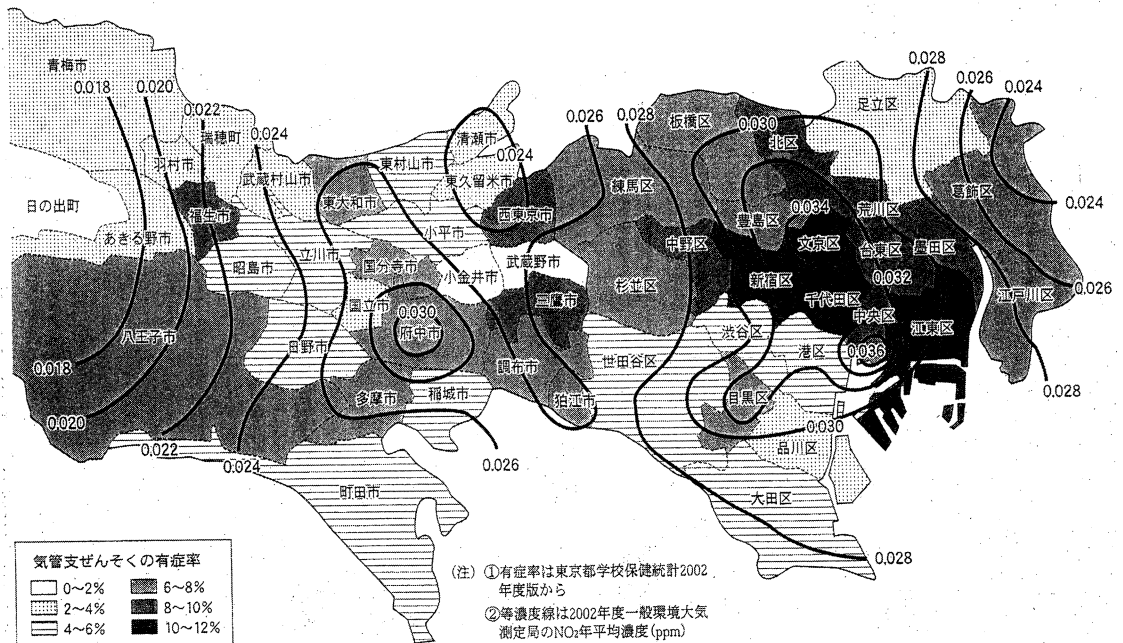 青梅市
0.018
0.020
0.022
瑞穂町
0.024
羽村市
武蔵村山市
日の出町
福生市
あきる野市
昭島市
立川市
東大和市
東村山市
清瀬市
0.024
東久留米市
西東京市
小平市
国分寺市
小金井市
武蔵野市
国立市
0.030
府中市
三鷹市
八王子市
日野市
調布市
狛江市
多摩市
稲城市
0.018
0.020
0.022
0.024
0.026
町田市
0.026
0.028
板橋区
0.030
北区
足立区
0.028
0.026
0.024
練馬区
豊島区
0.034
荒川区
葛飾区
0.024
中野区
文京区
台東区
墨田区
0.032
杉並区
新宿区
千代田区
中央区
江東区
江戸川区
0.026
渋谷区
港区
0.036
世田谷区
目黒区
0.030
0.028
品川区
大田区
0.028
気管支ぜんそくの有症率
0～2%
2～4%
4～6%
6～8%
8～10%
10～12%
(注) ①有症率は東京都学校保健統計2002
年度版から
②等濃度線は2002年度一般環境大気
測定局のNO₂年平均濃度(ppm)